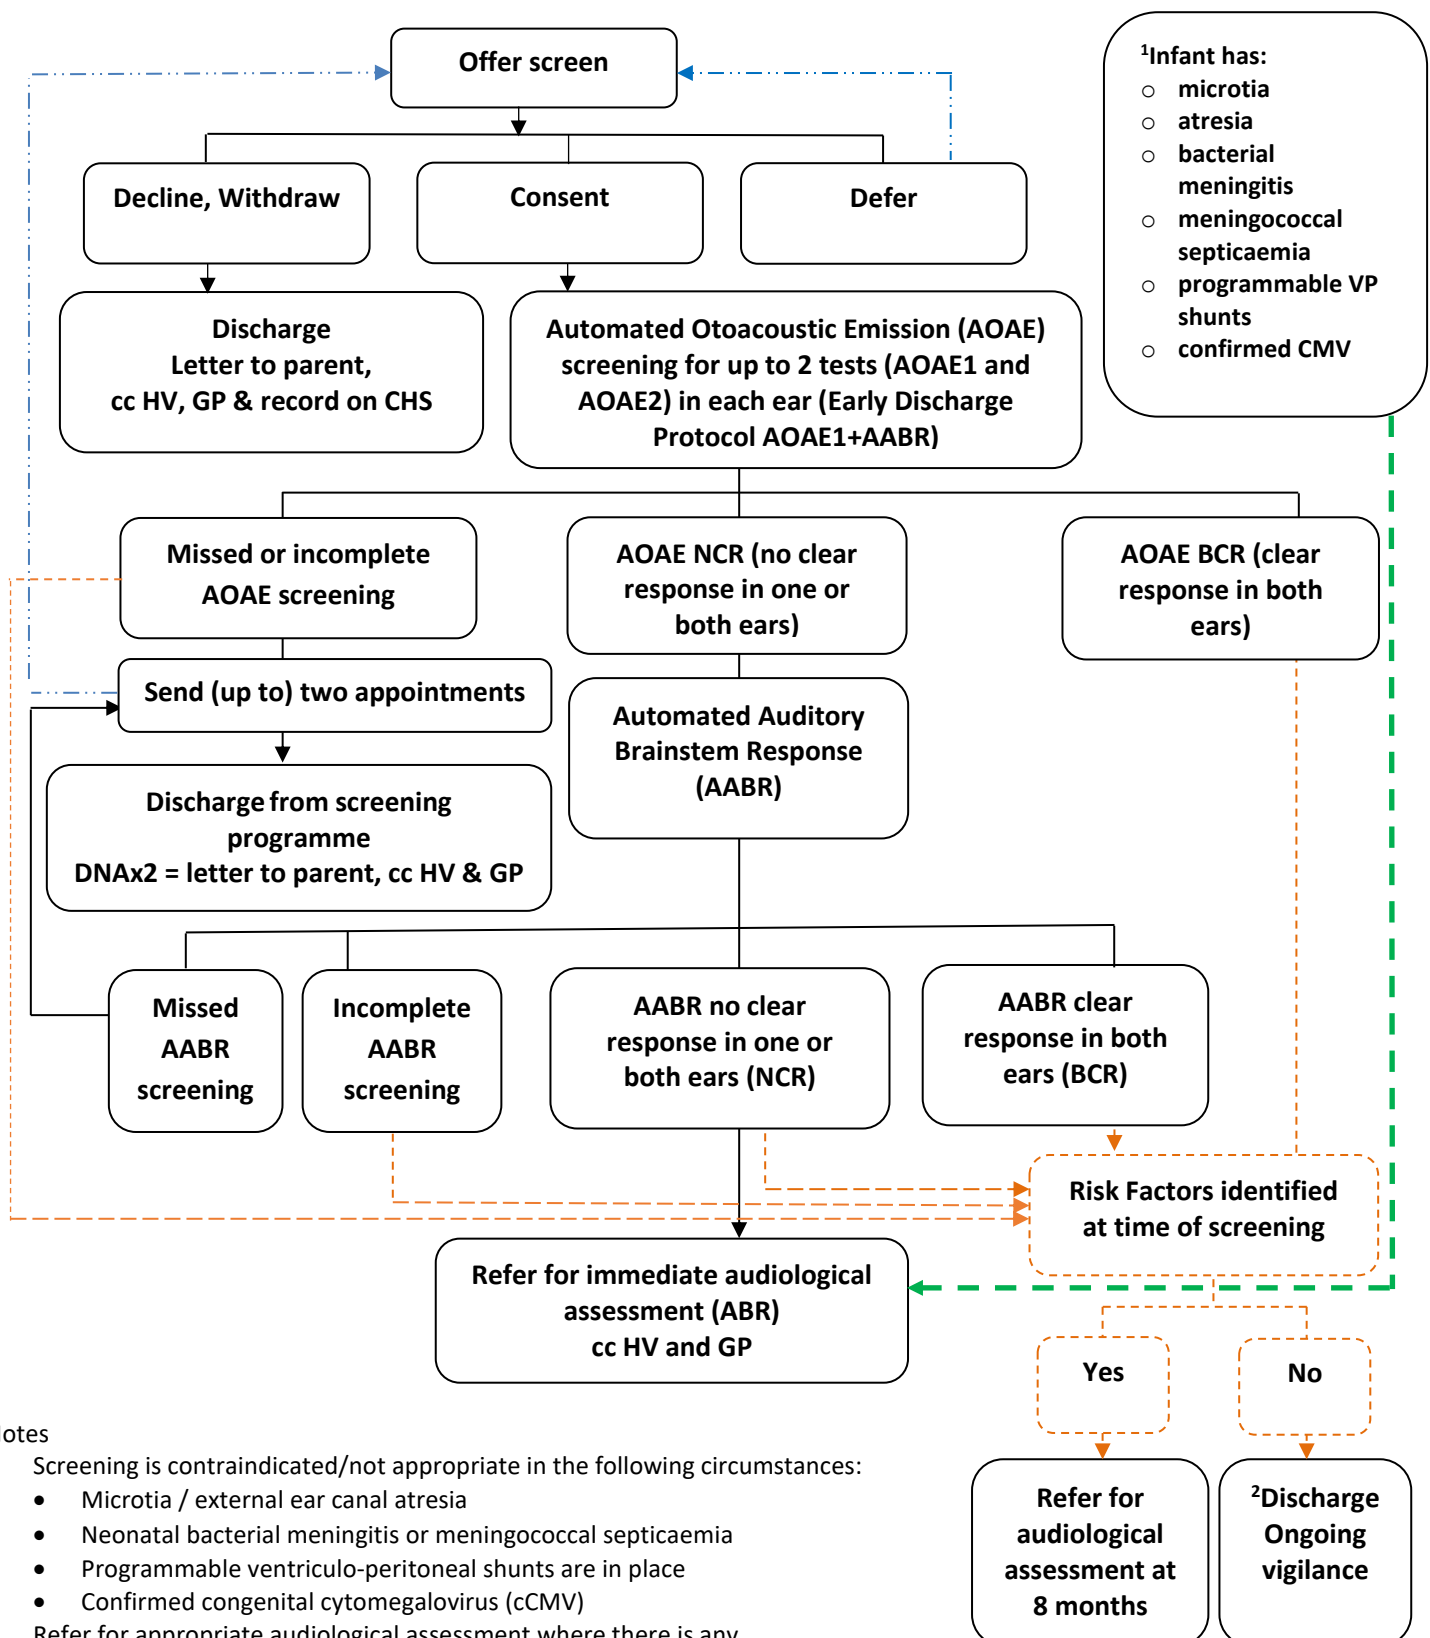 Offer screen
Decline, Withdraw
Consent
Defer
¹Infant has:
○ microtia
○ atresia
○ bacterial
meningitis
○ meningococcal
septicaemia
○ programmable VP
shunts
○ confirmed CMV
Discharge
Letter to parent,
cc HV, GP & record on CHS
Automated Otoacoustic Emission (AOAE)
screening for up to 2 tests (AOAE1 and
AOAE2) in each ear (Early Discharge
Protocol AOAE1+AABR)
Missed or incomplete
AOAE screening
AOAE NCR (no clear
response in one or
both ears)
AOAE BCR (clear
response in both
ears)
Send (up to) two appointments
Automated Auditory
Brainstem Response
(AABR)
Discharge from screening
programme
DNAx2 = letter to parent, cc HV & GP
Missed
AABR
screening
Incomplete
AABR
screening
AABR no clear
response in one or
both ears (NCR)
AABR clear
response in both
ears (BCR)
Risk Factors identified
at time of screening
Refer for immediate audiological
assessment (ABR)
cc HV and GP
Yes
No
Refer for
audiological
assessment at
8 months
²Discharge
Ongoing
vigilance
otes
Screening is contraindicated/not appropriate in the following circumstances:
• Microtia / external ear canal atresia
• Neonatal bacterial meningitis or meningococcal septicaemia
• Programmable ventriculo-peritoneal shunts are in place
• Confirmed congenital cytomegalovirus (cCMV)
Refer for appropriate audiological assessment where there is any